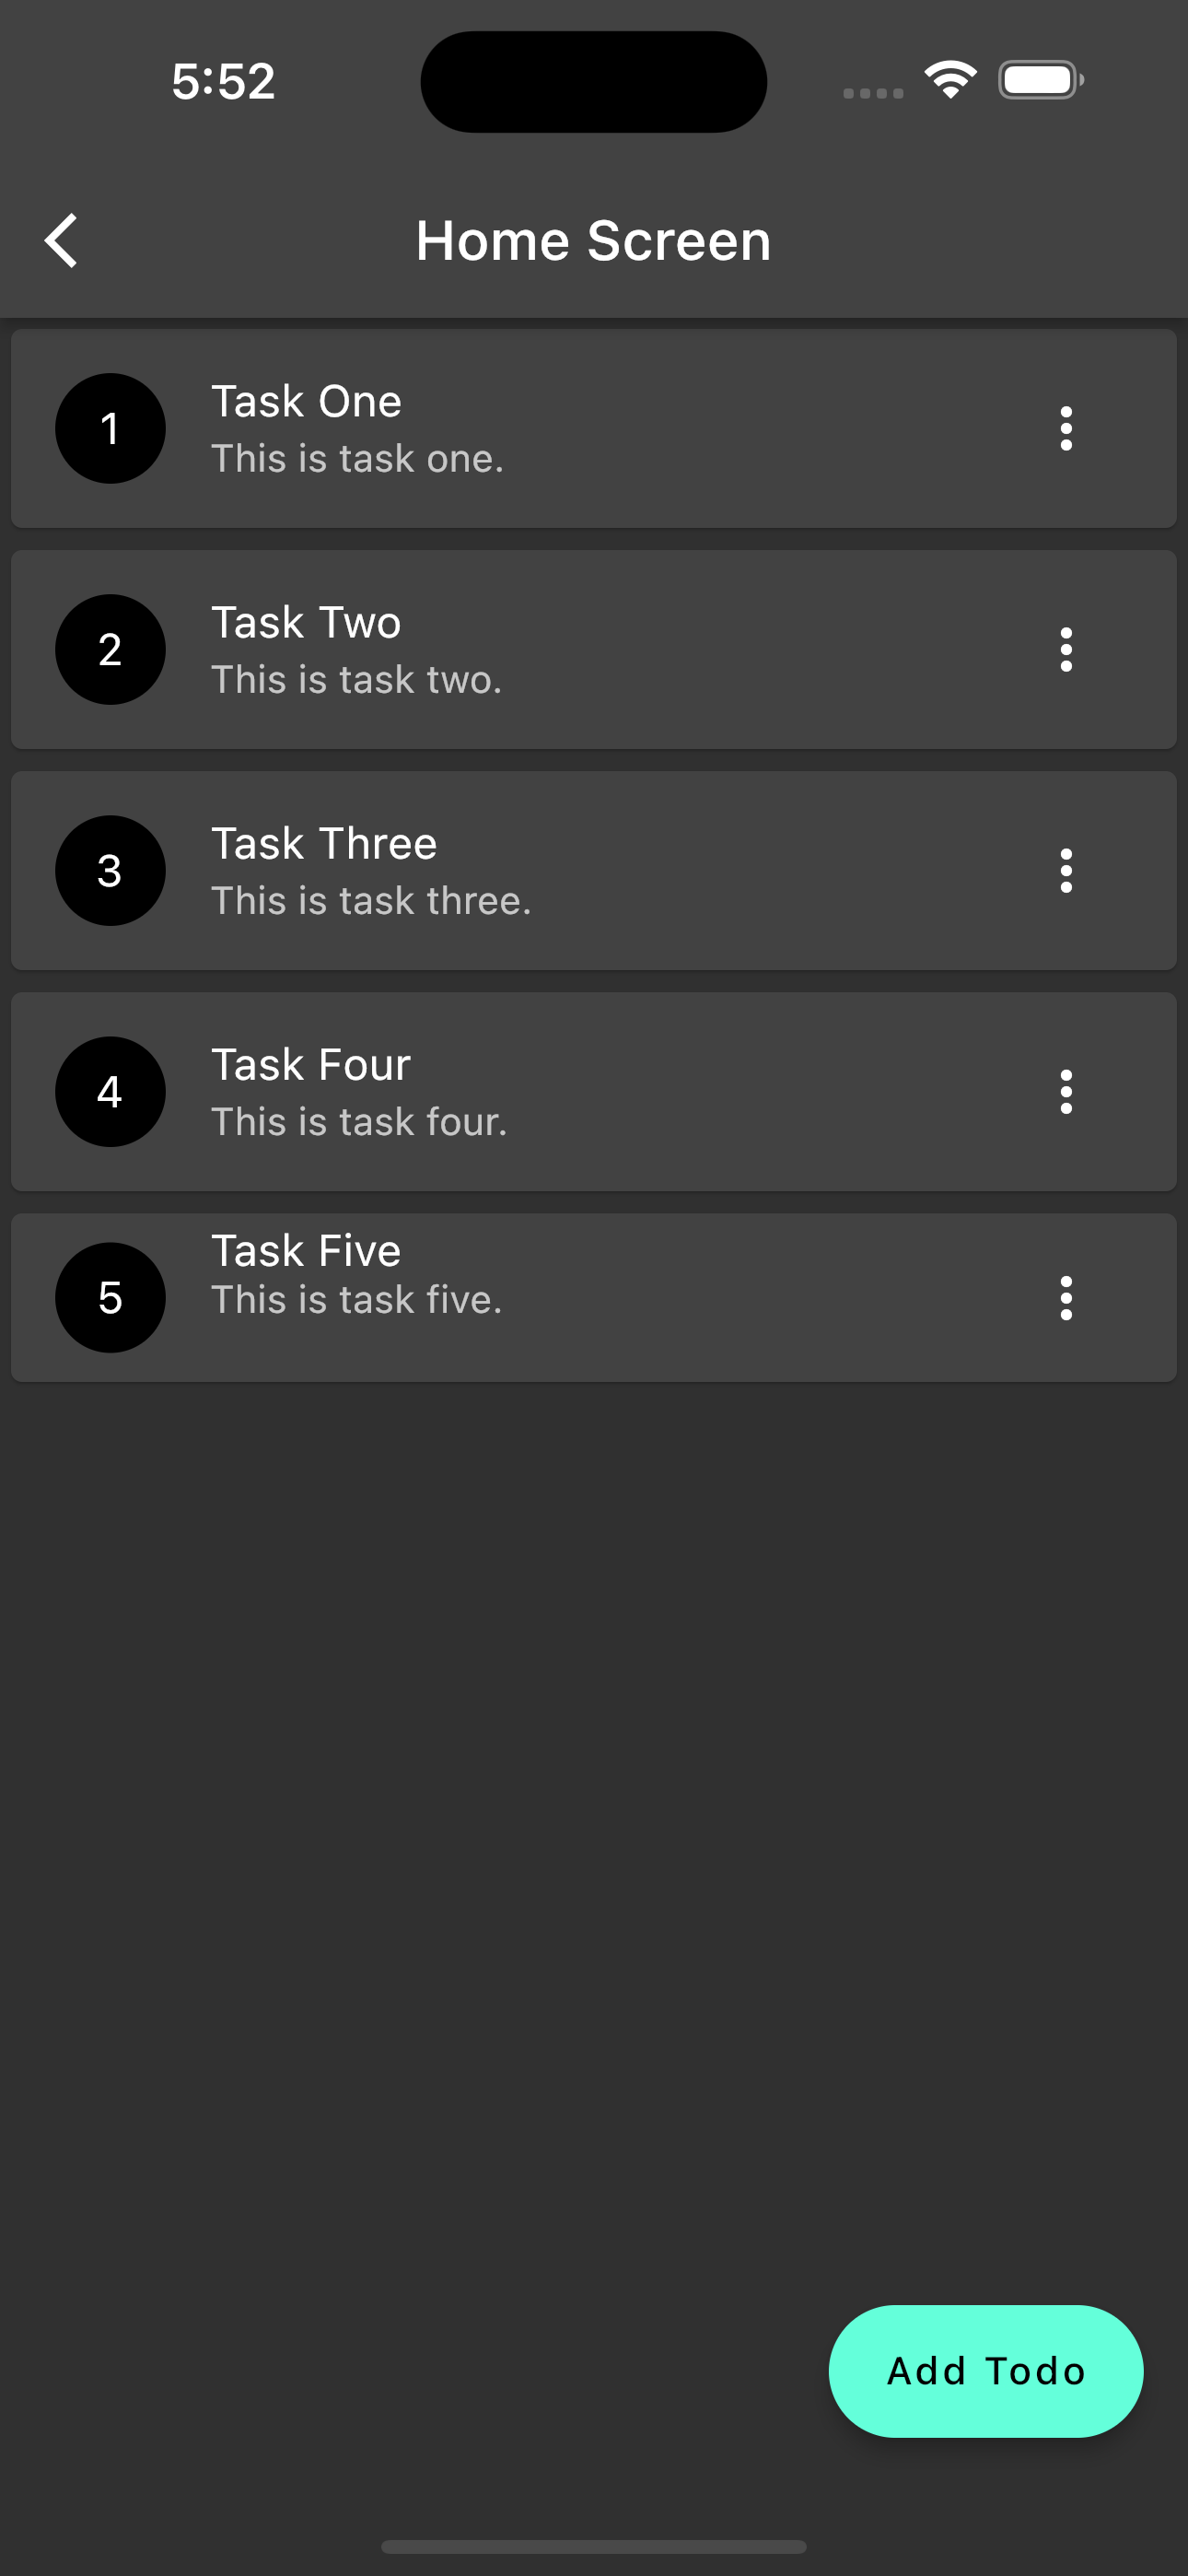 5:52
Home Screen
1
Task One
This is task one.
2
Task Two
This is task two.
3
Task Three
This is task three.
4
Task Four
This is task four.
5
Task Five
This is task five.
Add Todo